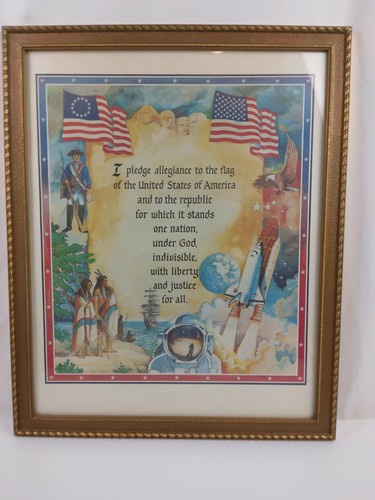 I pledge allegiance to the flag
of the United States of America
and to the republic
for which it stands
one nation,
under God,
indivisible,
with liberty
and justice
for all.